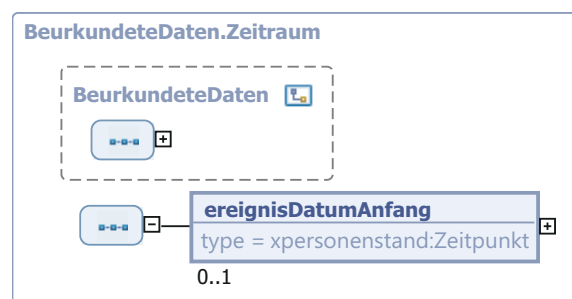 BeurkundeteDaten.Zeitraum
BeurkundeteDaten
ereignisDatumAnfang
type = xpersonenstand:Zeitpunkt
0..1